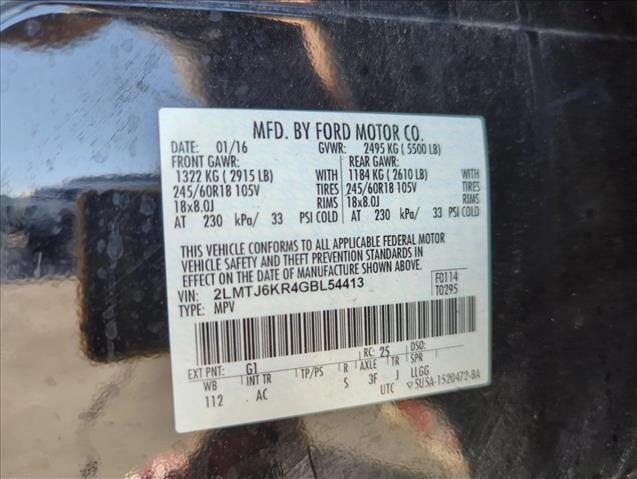 MFD. BY FORD MOTOR CO.
DATE: 01/16 GVWR: 2495 KG ( 5500 LB)
FRONT GAWR: REAR GAWR:
1322 KG ( 2915 LB) WITH 1184 KG ( 2610 LB) WITH
245/60R18 105V TIRES 245/60R18 105V TIRES
18x8.0J RIMS 18x8.0J RIMS
AT 230 kPa/ 33 PSI COLD AT 230 kPa/ 33 PSI COLD
THIS VEHICLE CONFORMS TO ALL APPLICABLE FEDERAL MOTOR
VEHICLE SAFETY AND THEFT PREVENTION STANDARDS IN
EFFECT ON THE DATE OF MANUFACTURE SHOWN ABOVE.
VIN: 2LMTJ6KR4GBL54413 F0114
TYPE: MPV T0295
EXT PNT: G1 RC: 25 DSO:
WB INT TR TP/PS R AXLE TR SPR
112 AC S 3F J LLGG
UTC 5USA-1520472-BA